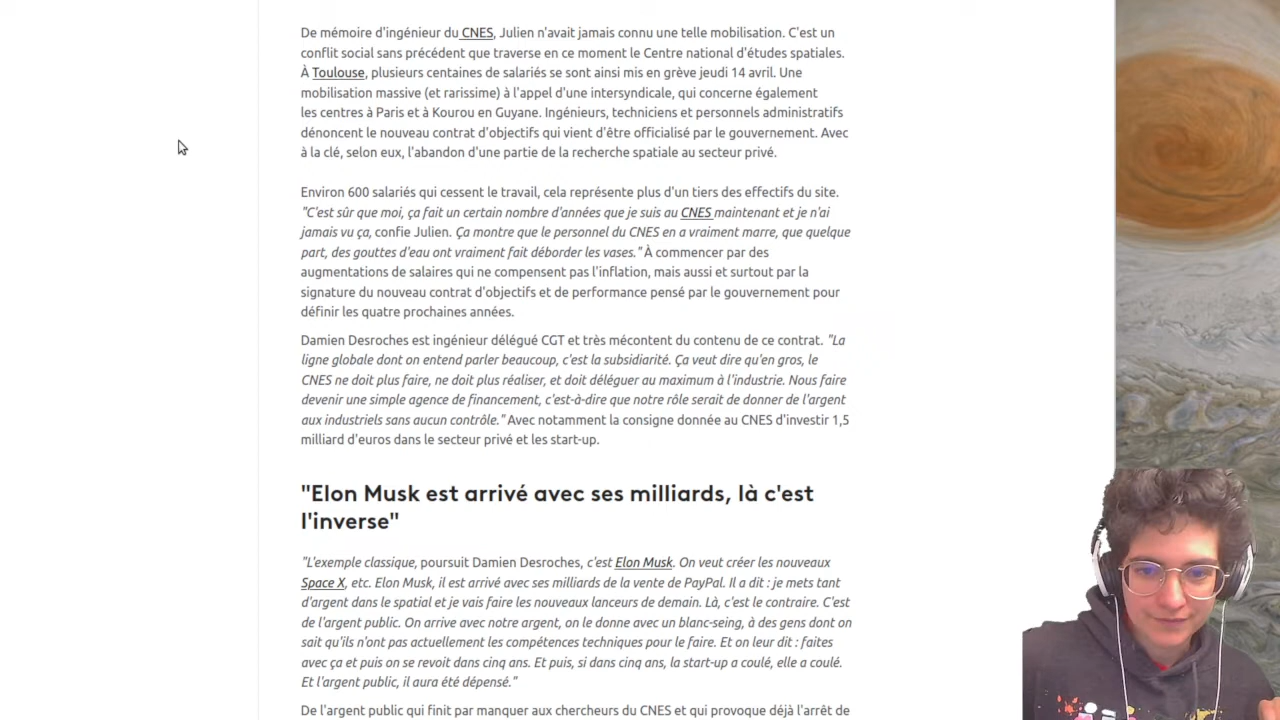 De mémoire d'ingénieur du CNES, Julien n'avait jamais connu une telle mobilisation. C'est un
conflit social sans précédent que traverse en ce moment le Centre national d'études spatiales.
À Toulouse, plusieurs centaines de salariés se sont ainsi mis en grève jeudi 14 avril. Une
mobilisation massive (et rarissime) à l'appel d'une intersyndicale, qui concerne également
les centres à Paris et à Kourou en Guyane. Ingénieurs, techniciens et personnels administratifs
dénoncent le nouveau contrat d'objectifs qui vient d'être officialisé par le gouvernement. Avec
à la clé, selon eux, l'abandon d'une partie de la recherche spatiale au secteur privé.
Environ 600 salariés qui cessent le travail, cela représente plus d'un tiers des effectifs du site.
"C'est sûr que moi, ça fait un certain nombre d'années que je suis au CNES maintenant et je n'ai
jamais vu ça, confie Julien. Ça montre que le personnel du CNES en a vraiment marre, que quelque
part, des gouttes d'eau ont vraiment fait déborder les vases." À commencer par des
augmentations de salaires qui ne compensent pas l'inflation, mais aussi et surtout par la
signature du nouveau contrat d'objectifs et de performance pensé par le gouvernement pour
définir les quatre prochaines années.
Damien Desroches est ingénieur délégué CGT et très mécontent du contenu de ce contrat. "La
ligne globale dont on entend parler beaucoup, c'est la subsidiarité. Ça veut dire qu'en gros, le
CNES ne doit plus faire, ne doit plus réaliser, et doit déléguer au maximum à l'industrie. Nous faire
devenir une simple agence de financement, c'est-à-dire que notre rôle serait de donner de l'argent
aux industriels sans aucun contrôle." Avec notamment la consigne donnée au CNES d'investir 1,5
milliard d'euros dans le secteur privé et les start-up.
"Elon Musk est arrivé avec ses milliards, là c'est
l'inverse"
"L'exemple classique, poursuit Damien Desroches, c'est Elon Musk. On veut créer les nouveaux
Space X, etc. Elon Musk, il est arrivé avec ses milliards de la vente de PayPal. Il a dit : je mets tant
d'argent dans le spatial et je vais faire les nouveaux lanceurs de demain. Là, c'est le contraire. C'est
de l'argent public. On arrive avec notre argent, on le donne avec un blanc-seing, à des gens dont on
sait qu'ils n'ont pas actuellement les compétences techniques pour le faire. Et on leur dit : faites
avec ça et puis on se revoit dans cinq ans. Et puis, si dans cinq ans, la start-up a coulé, elle a coulé.
Et l'argent public, il aura été dépensé."
De l'argent public qui finit par manquer aux chercheurs du CNES et qui provoque déjà l'arrêt de